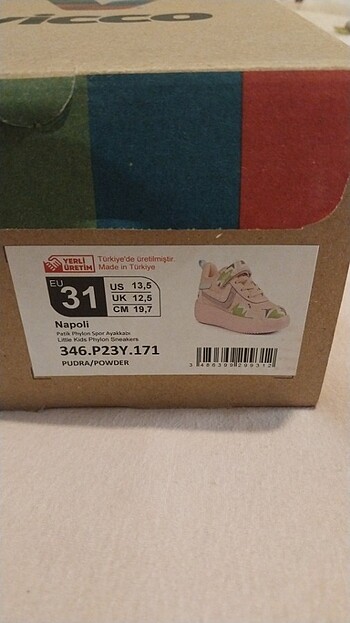 vicco
YERLİ ÜRETİM
Türkiye'de üretilmiştir.
Made in Türkiye
EU 31
US 13,5
UK 12,5
CM 19,7
Napoli
Patik Phylon Spor Ayakkabı
Little Kids Phylon Sneakers
346.P23Y.171
PUDRA/POWDER